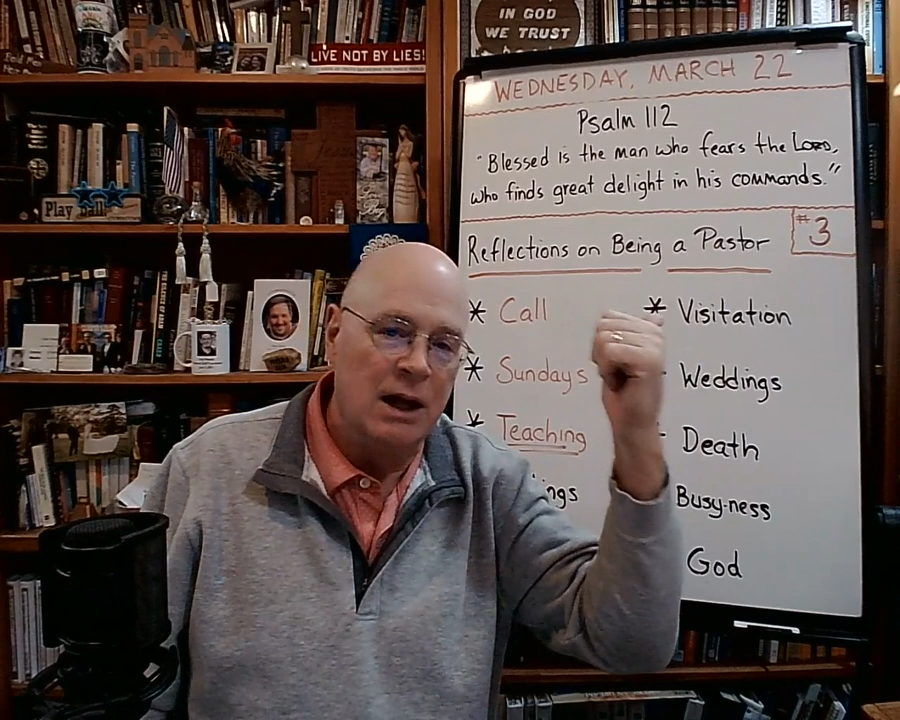 IN GOD
WE TRUST
LIVE NOT BY LIES!
Play Ball
WEDNESDAY, MARCH 22
Psalm 112
"Blessed is the man who fears the LORD,
who finds great delight in his commands."
Reflections on Being a Pastor
#3
* Call
* Visitation
* Sundays
Weddings
* Teaching
Death
ings
Busy-ness
God